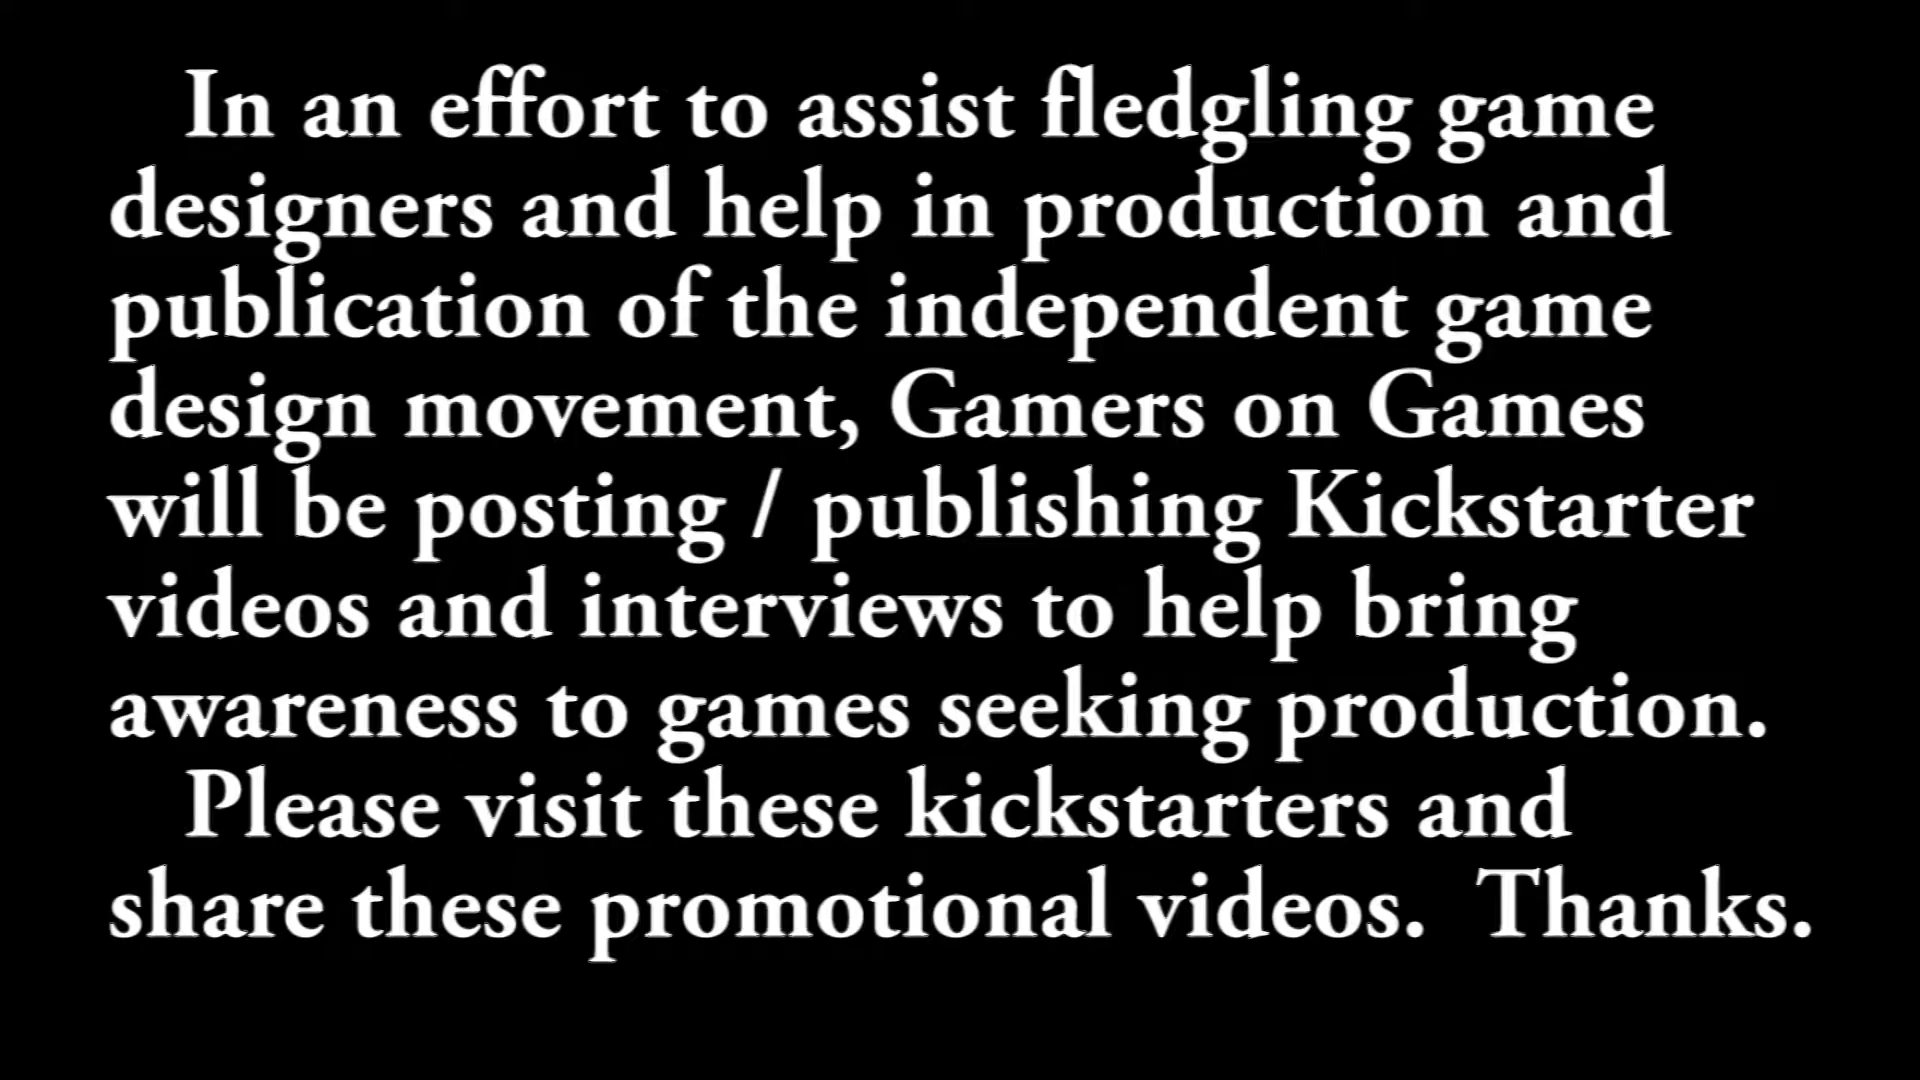 In an effort to assist fledgling game
designers and help in production and
publication of the independent game
design movement, Gamers on Games
will be posting / publishing Kickstarter
videos and interviews to help bring
awareness to games seeking production.
Please visit these kickstarters and
share these promotional videos.  Thanks.